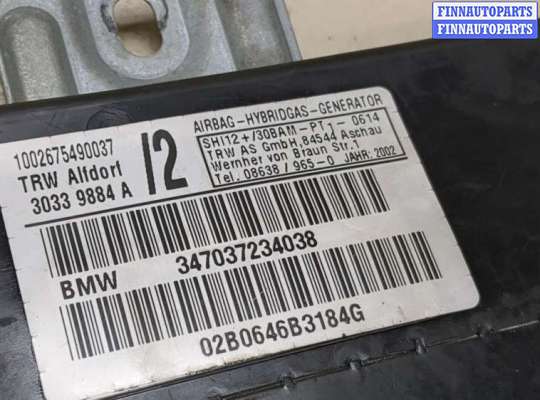 FINNAUTOPARTS
FINNAUTOPARTS
1002675490037
TRW Alfdorf
3033 9884 A
/2
AIRBAG-HYBRIDGAS-GENERATOR
SHI12+/30BAM-PT1-0614
TRW AS GmbH,84544 Aschau
Wernher von Braun Str.1
Tel. 08638 / 965-0 JAHR: 2002
BMW 347037234038
02B0646B3184G